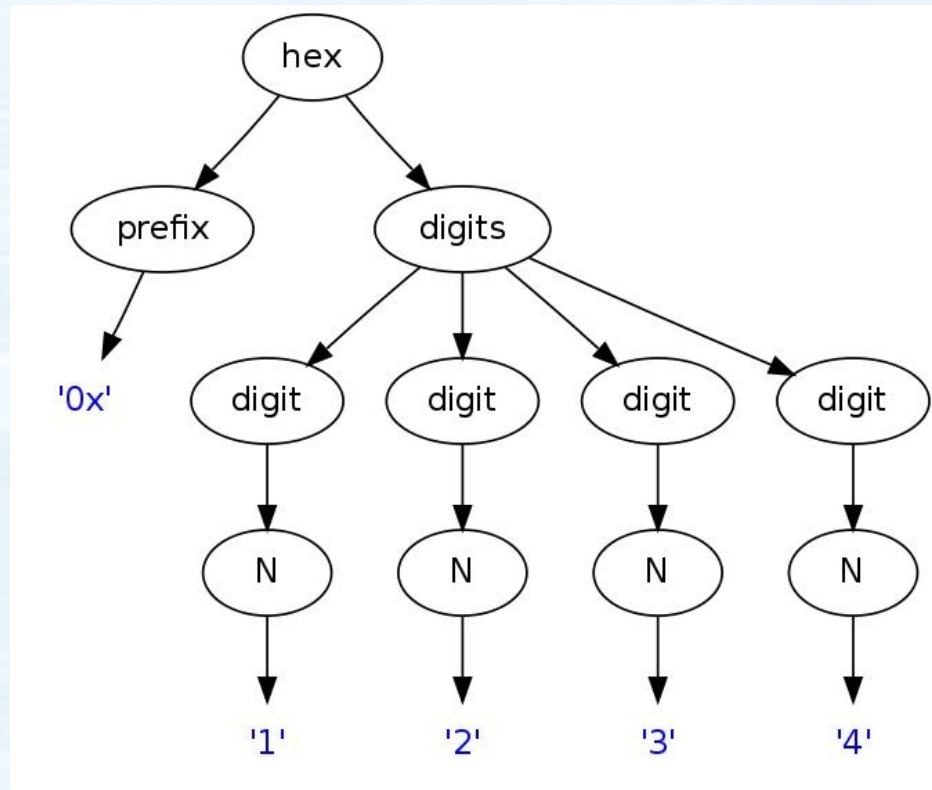 hex
prefix digits
'0x' digit digit digit digit
N N N N
'1' '2' '3' '4'